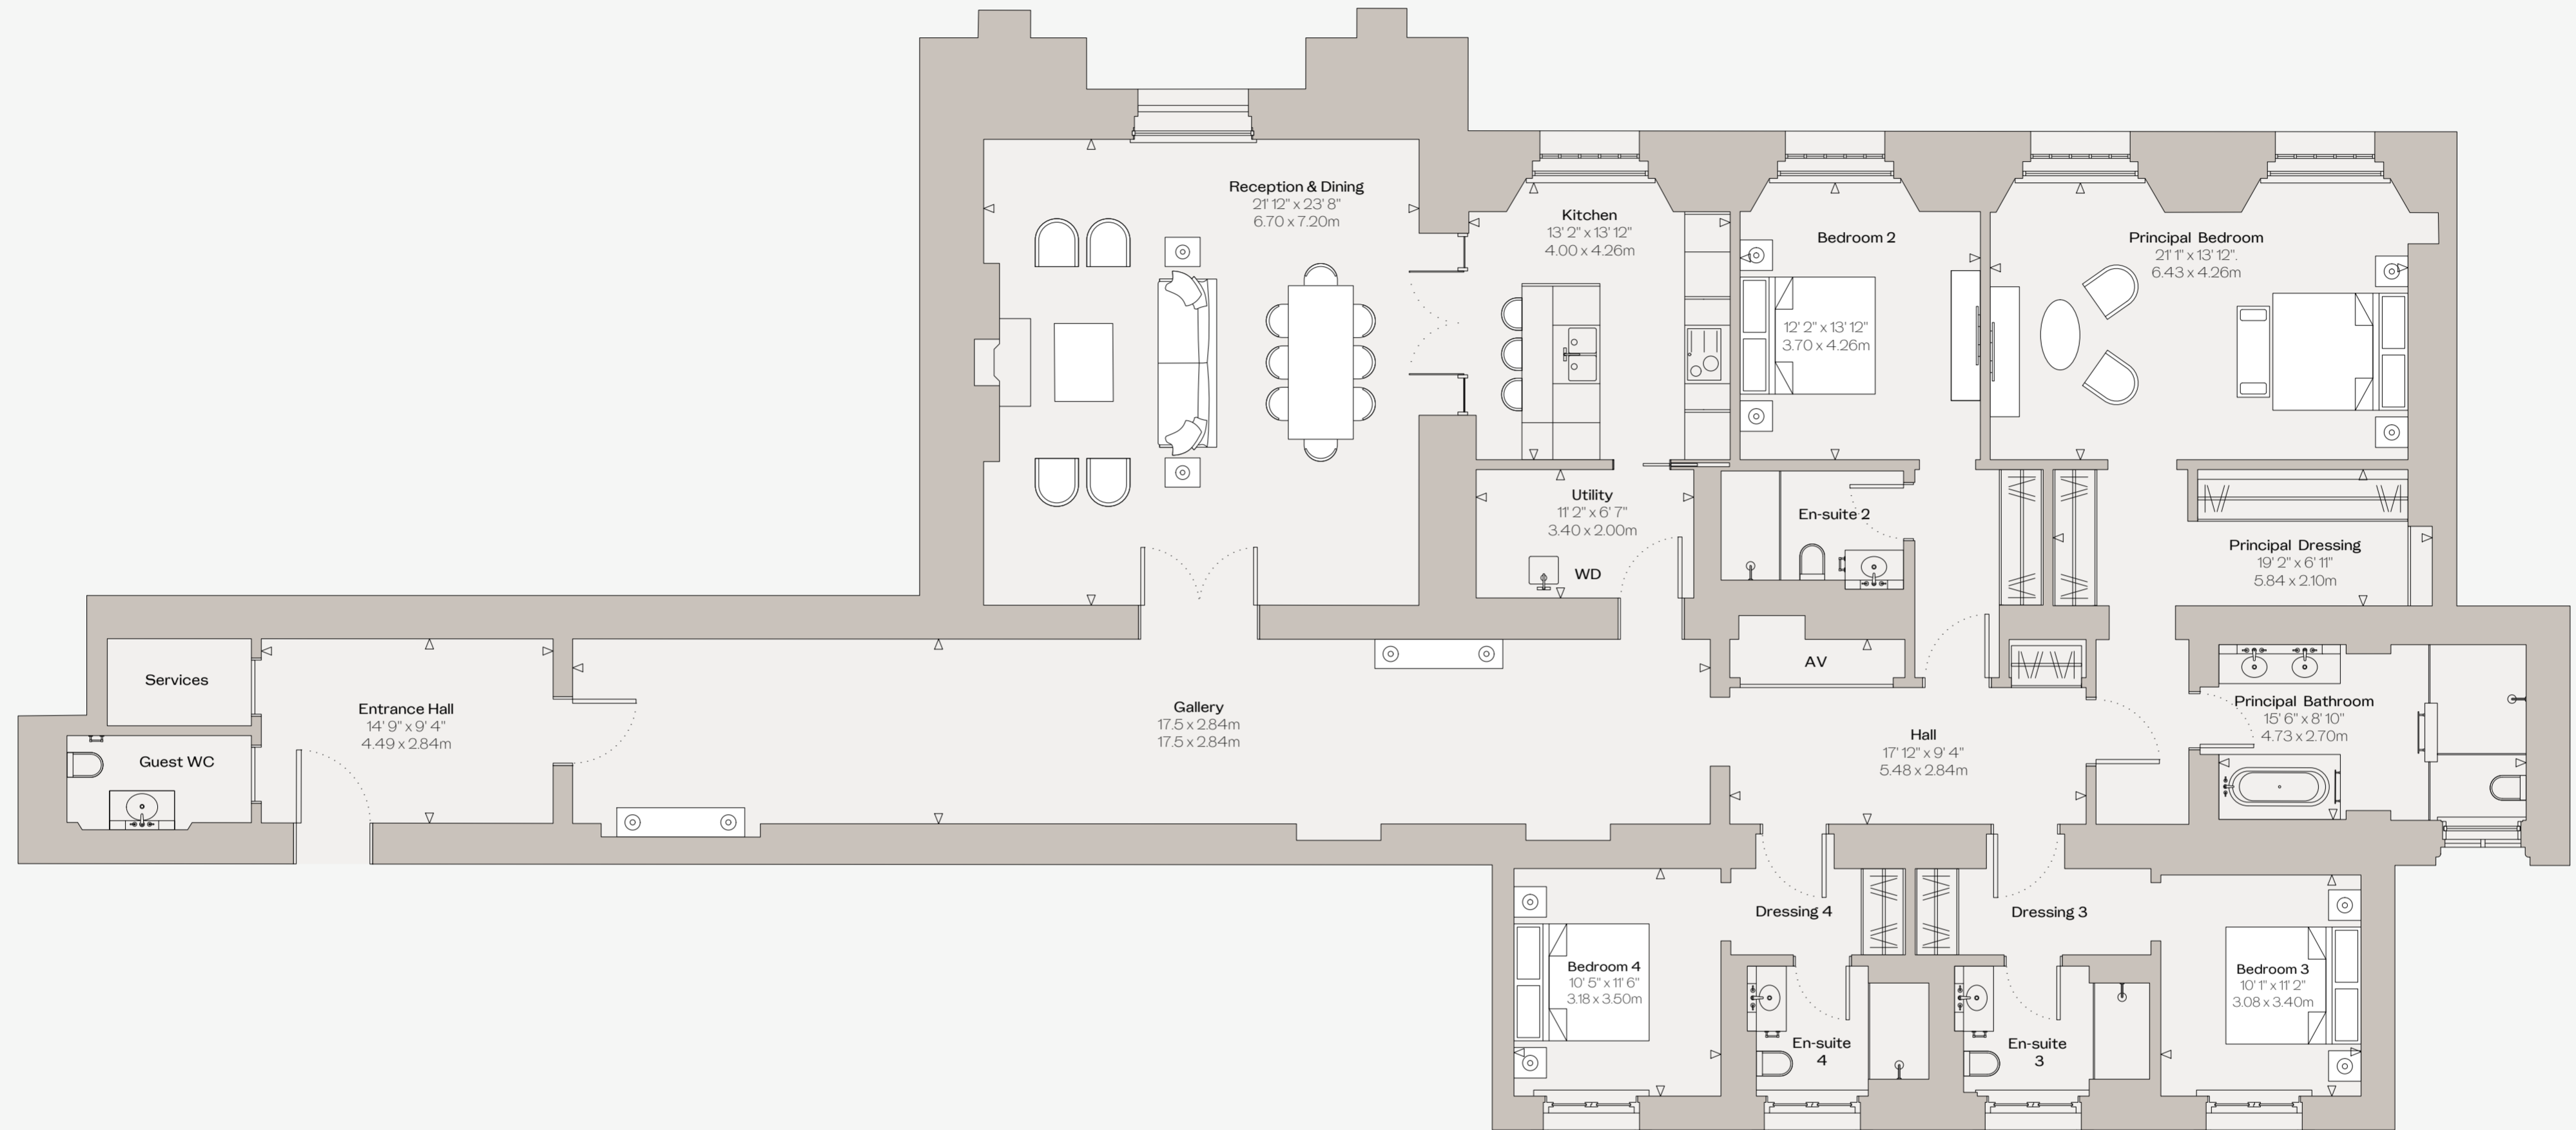 Reception & Dining
21' 12" x 23' 8"
6.70 x 7.20m
Kitchen
13' 2" x 13' 12"
4.00 x 4.26m
Bedroom 2
12' 2" x 13' 12"
3.70 x 4.26m
Principal Bedroom
21' 1" x 13' 12".
6.43 x 4.26m
Utility
11' 2" x 6' 7"
3.40 x 2.00m
WD
En-suite 2
Principal Dressing
19' 2" x 6' 11"
5.84 x 2.10m
Services
Guest WC
Entrance Hall
14' 9" x 9' 4"
4.49 x 2.84m
Gallery
17.5 x 2.84m
17.5 x 2.84m
AV
Hall
17' 12" x 9' 4"
5.48 x 2.84m
Principal Bathroom
15' 6" x 8' 10"
4.73 x 2.70m
Dressing 4
Dressing 3
Bedroom 4
10' 5" x 11' 6"
3.18 x 3.50m
En-suite
4
En-suite
3
Bedroom 3
10' 1" x 11' 2"
3.08 x 3.40m